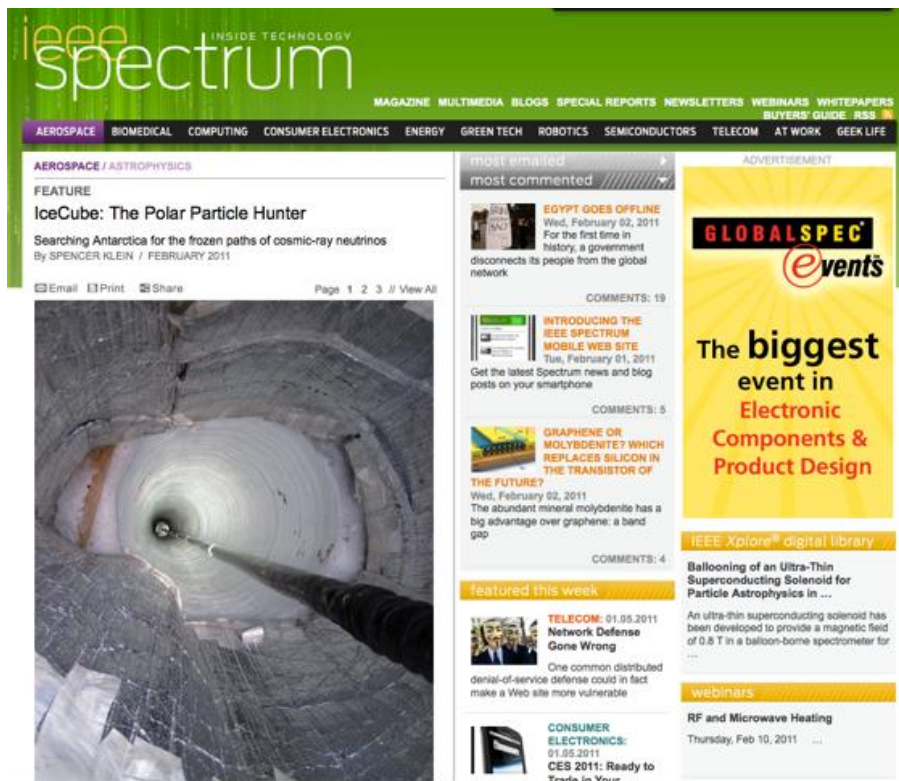 ieee
INSIDE TECHNOLOGY
spectrum
MAGAZINE MULTIMEDIA BLOGS SPECIAL REPORTS NEWSLETTERS WEBINARS WHITEPAPERS
BUYERS' GUIDE RSS
AEROSPACE BIOMEDICAL COMPUTING CONSUMER ELECTRONICS ENERGY GREEN TECH ROBOTICS SEMICONDUCTORS TELECOM AT WORK GEEK LIFE
AEROSPACE / ASTROPHYSICS
FEATURE
IceCube: The Polar Particle Hunter
Searching Antarctica for the frozen paths of cosmic-ray neutrinos
By SPENCER KLEIN / FEBRUARY 2011
Email Print Share
Page 1 2 3 // View All
most emailed
most commented
EGYPT GOES OFFLINE
Wed, February 02, 2011
For the first time in
history, a government
disconnects its people from the global
network
COMMENTS: 19
INTRODUCING THE
IEEE SPECTRUM
MOBILE WEB SITE
Tue, February 01, 2011
Get the latest Spectrum news and blog
posts on your smartphone
COMMENTS: 5
GRAPHENE OR
MOLYBDENITE? WHICH
REPLACES SILICON IN
THE TRANSISTOR OF
THE FUTURE?
Wed, February 02, 2011
The abundant mineral molybdenite has a
big advantage over graphene: a band
gap
COMMENTS: 4
featured this week
TELECOM: 01.05.2011
Network Defense
Gone Wrong
One common distributed
denial-of-service defense could in fact
make a Web site more vulnerable
CONSUMER
ELECTRONICS:
01.05.2011
CES 2011: Ready to
Trade in Your
ADVERTISEMENT
GLOBALSPEC
events
The biggest
event in
Electronic
Components &
Product Design
IEEE Xplore® digital library
Ballooning of an Ultra-Thin
Superconducting Solenoid for
Particle Astrophysics in ...
An ultra-thin superconducting solenoid has
been developed to provide a magnetic field
of 0.8 T in a balloon-borne spectrometer for
...
webinars
RF and Microwave Heating
Thursday, Feb 10, 2011 ...